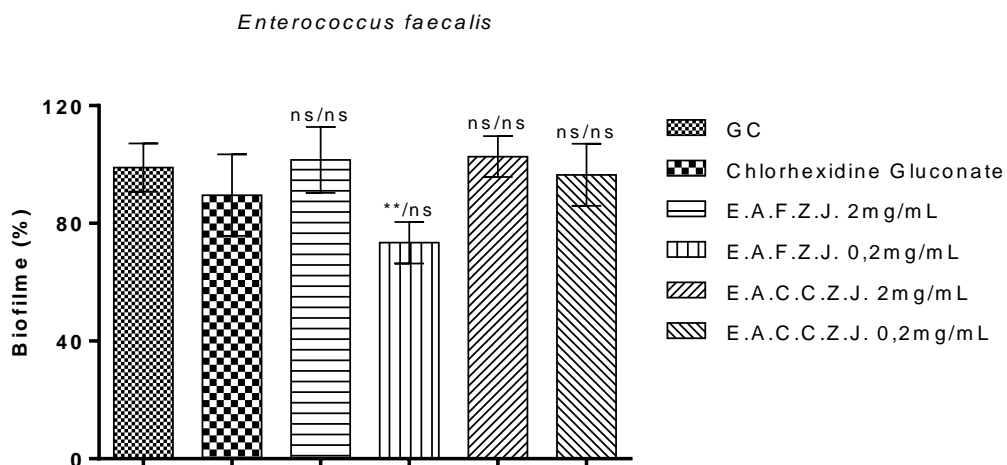 Enterococcus faecalis
Biofilme (%)
120
80
40
0
ns/ns
**/ns
ns/ns
ns/ns
GC
Chlorhexidine Gluconate
E.A.F.Z.J. 2mg/mL
E.A.F.Z.J. 0,2mg/mL
E.A.C.C.Z.J. 2mg/mL
E.A.C.C.Z.J. 0,2mg/mL